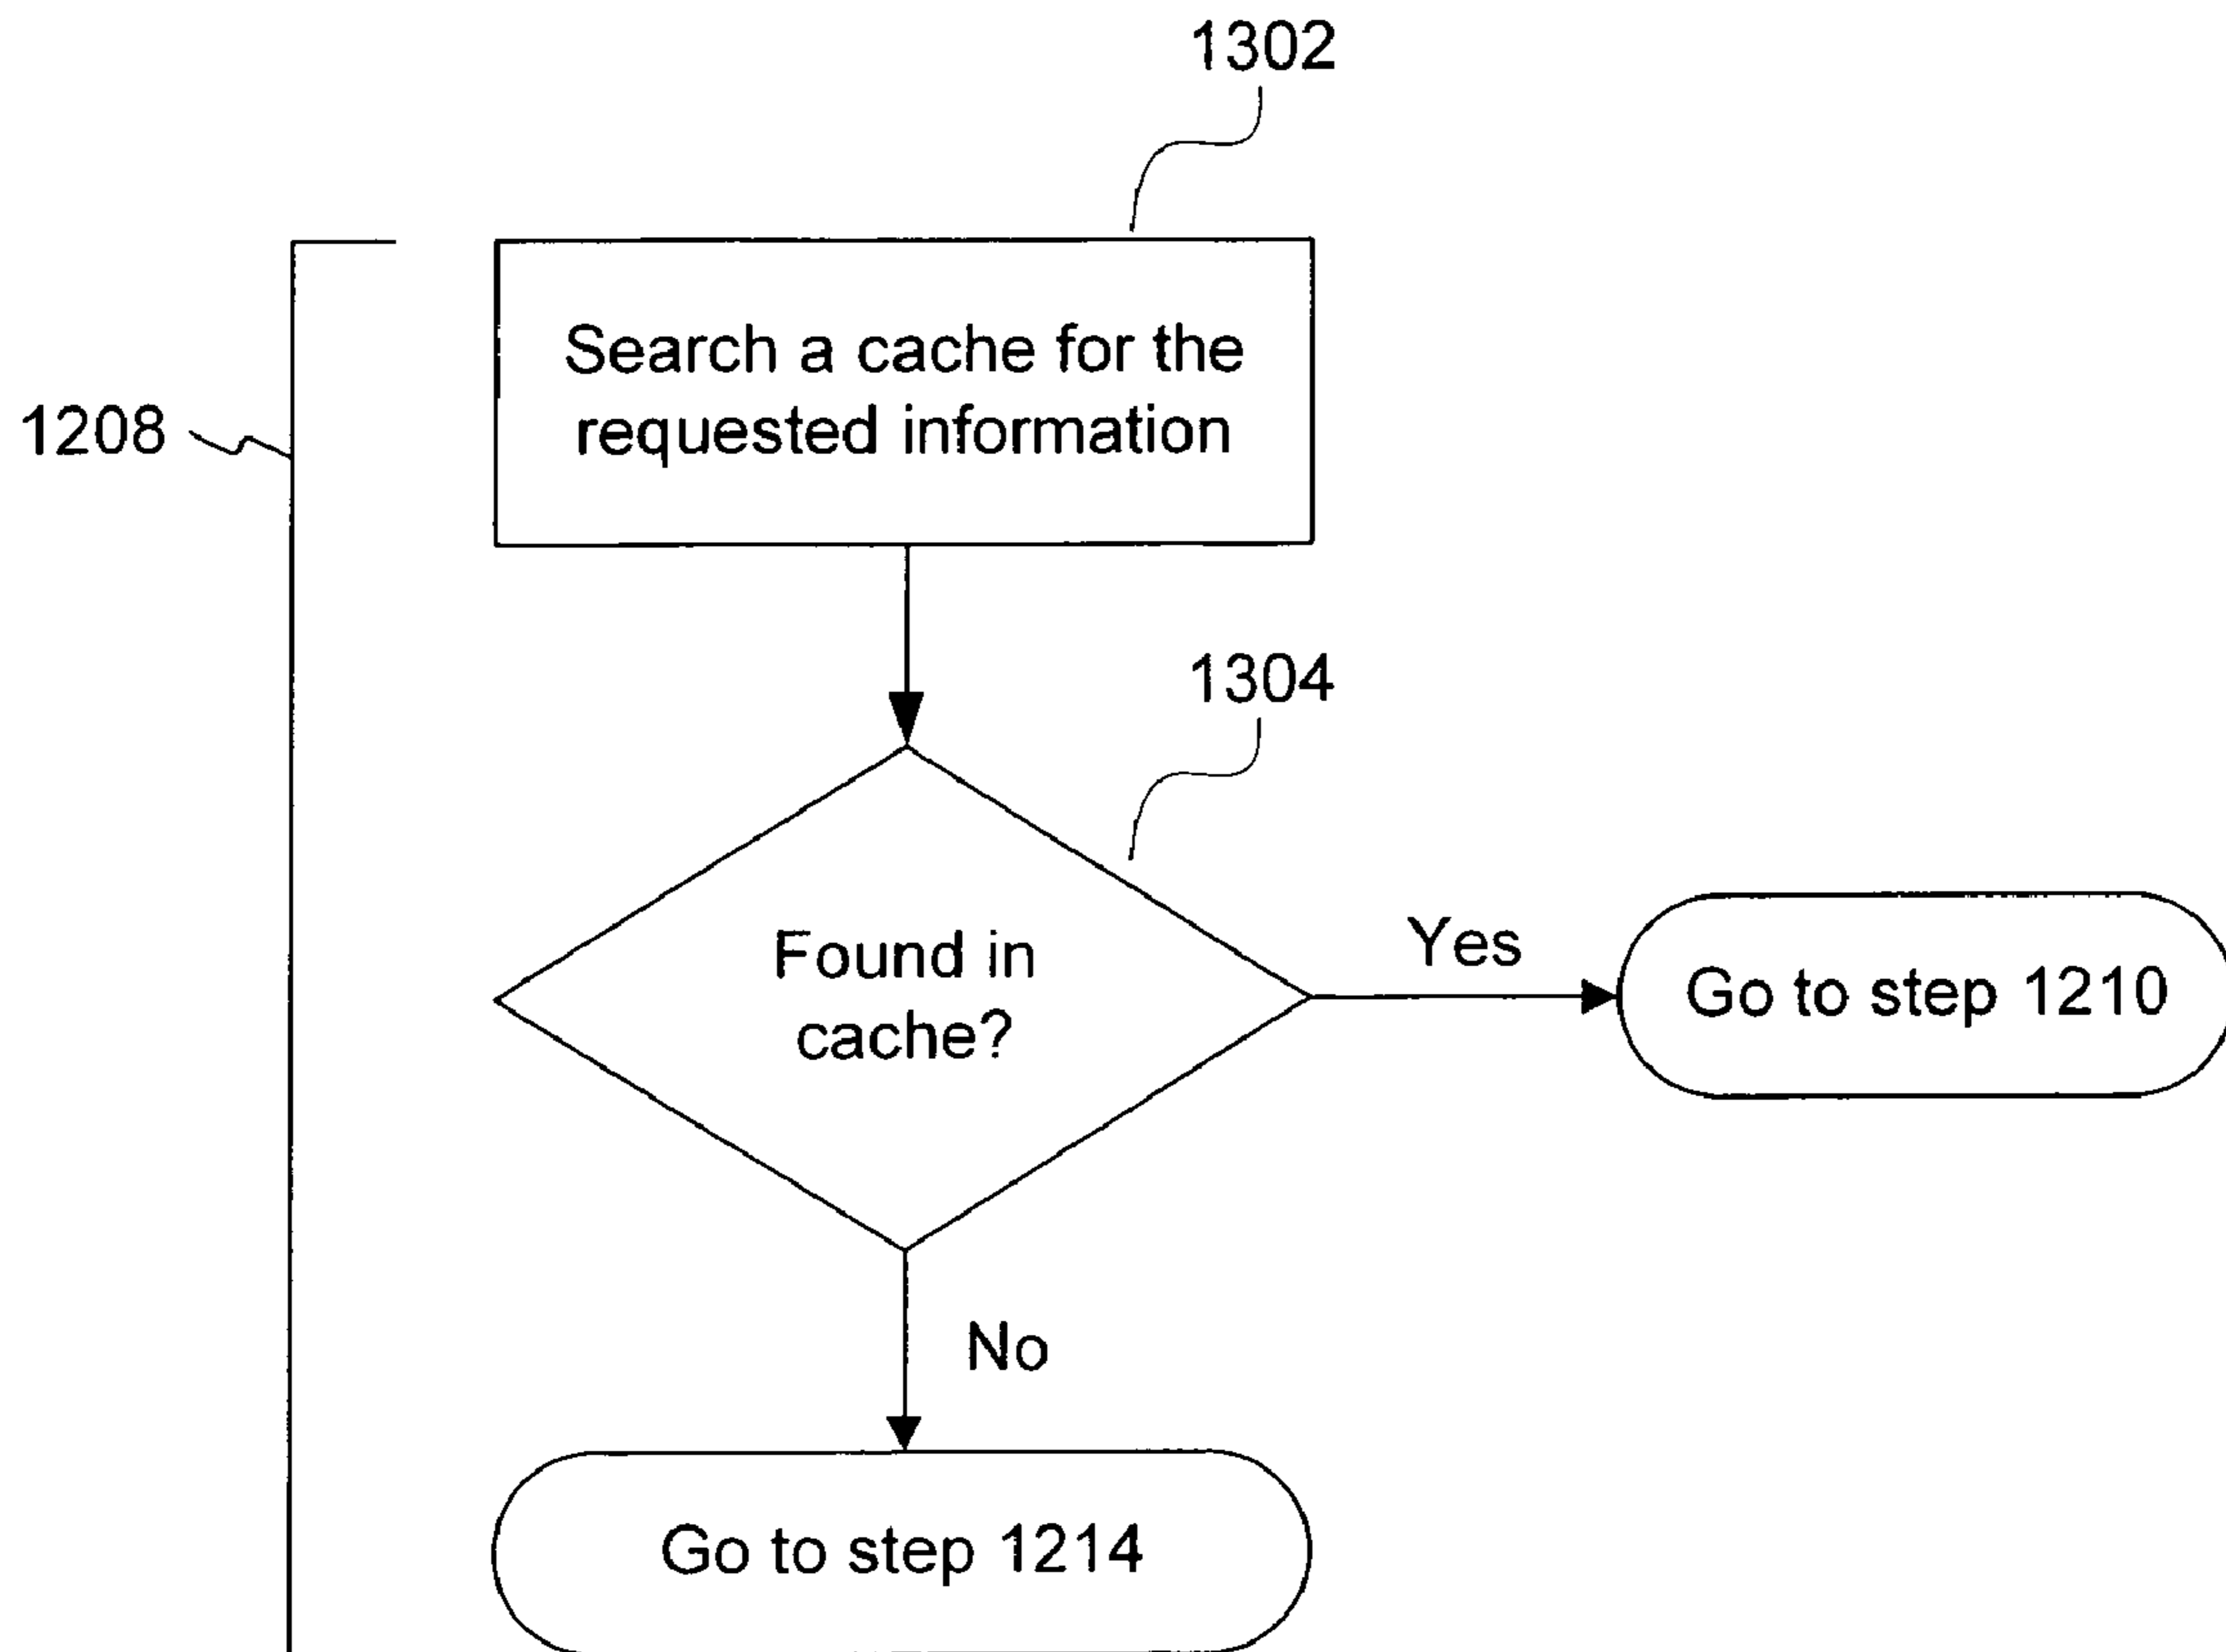 1302
Search a cache for the
requested information
1208
1304
Found in
cache?
Yes
Go to step 1210
No
Go to step 1214